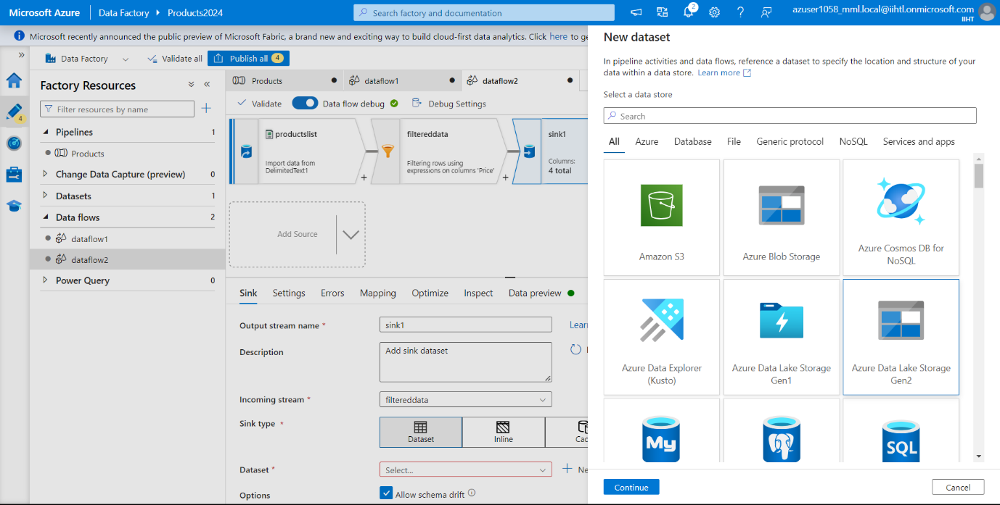 Microsoft Azure
Data Factory
Products2024
Search factory and documentation
2
azuser1058_mml.local@iihtl.onmicrosoft.com
IIHT
Microsoft recently announced the public preview of Microsoft Fabric, a brand new and exciting way to build cloud-first data analytics. Click here to ge
Data Factory
Validate all
Publish all
4
Factory Resources
Filter resources by name
4
Pipelines
1
Products
Change Data Capture (preview)
0
Datasets
1
Data flows
2
dataflow1
dataflow2
Power Query
0
Products
dataflow1
dataflow2
Validate
Data flow debug
Debug Settings
productslist
Import data from
DelimitedText1
+
filtereddata
Filtering rows using
expressions on columns 'Price'
+
sink1
Columns:
4 total
Add Source
Sink
Settings
Errors
Mapping
Optimize
Inspect
Data preview
Output stream name *
sink1
Learn
Description
Add sink dataset
Incoming stream *
filtereddata
Sink type *
Dataset
Inline
Cac
Dataset *
Select...
Ne
Options
Allow schema drift
New dataset
In pipeline activities and data flows, reference a dataset to specify the location and structure of your
data within a data store. Learn more
Select a data store
Search
All
Azure
Database
File
Generic protocol
NoSQL
Services and apps
Amazon S3
Azure Blob Storage
Azure Cosmos DB for
NoSQL
Azure Data Explorer
(Kusto)
Azure Data Lake Storage
Gen1
Azure Data Lake Storage
Gen2
My
SQL
Continue
Cancel